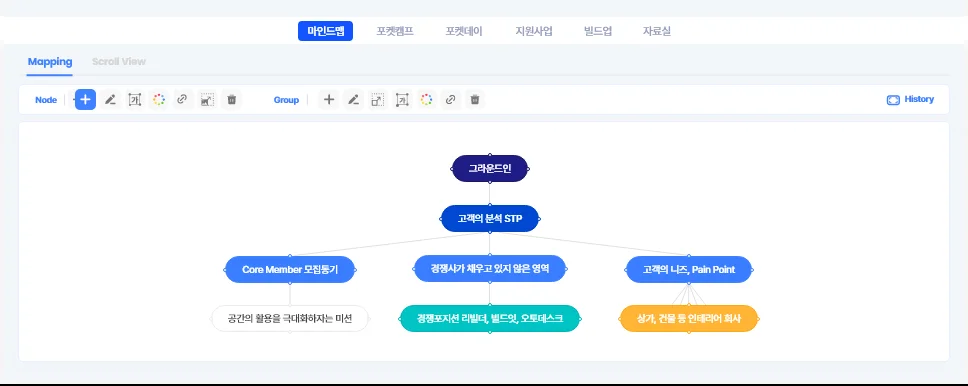 마인드맵 포켓캠프 포켓데이 지원사업 빌드업 자료실
Mapping Scroll View
Node Group History
그라운드인
고객의 분석 STP
Core Member 모집동기 경쟁사가 채우고 있지 않은 영역 고객의 니즈, Pain Point
공간의 활용을 극대화하자는 미션 경쟁포지션 리빌더, 빌드잇, 오토데스크 상가, 건물 등 인테리어 회사